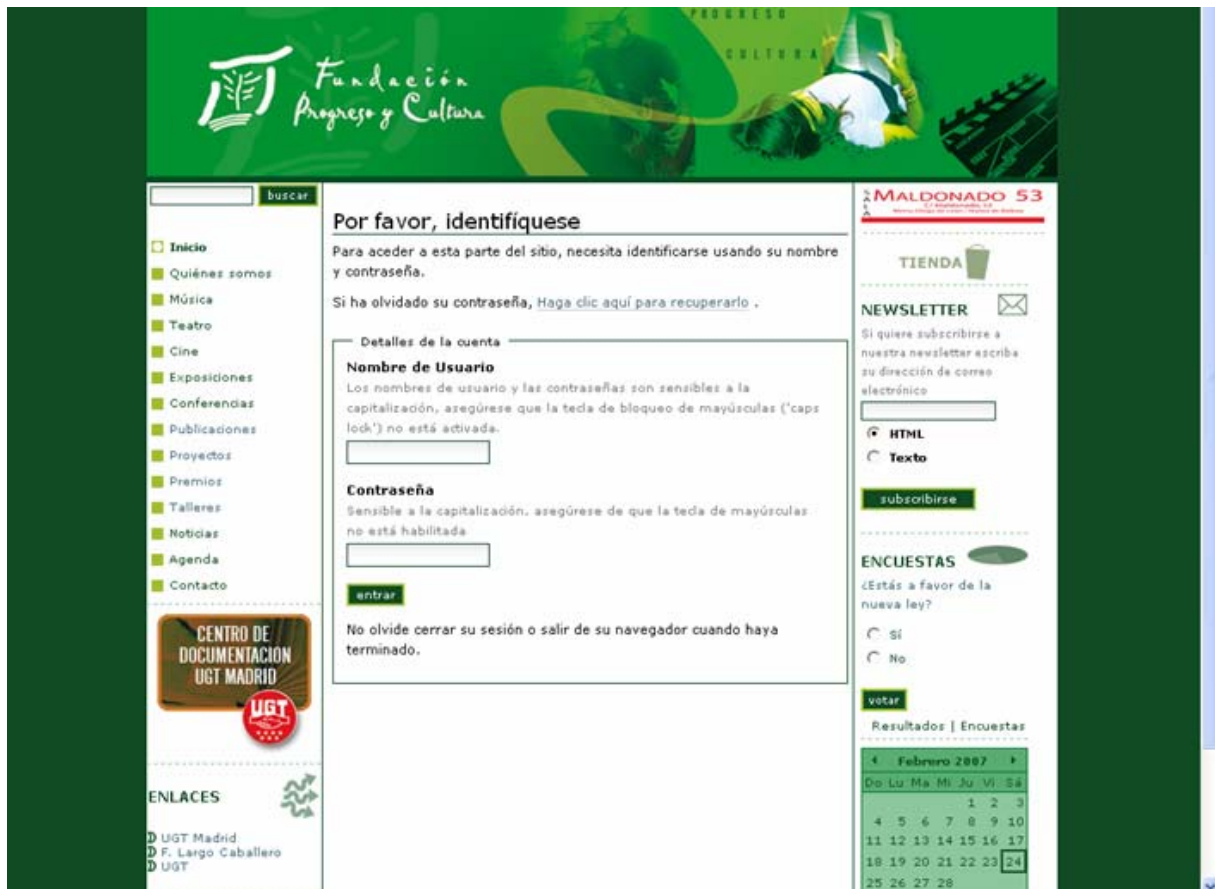 PROGRESO
CULTURA
Fundación
Progreso y Cultura
buscar
Inicio
Quiénes somos
Música
Teatro
Cine
Exposiciones
Conferencias
Publicaciones
Proyectos
Premios
Talleres
Noticias
Agenda
Contacto
CENTRO DE
DOCUMENTACIÓN
UGT MADRID
UGT
ENLACES
UGT Madrid
F. Largo Caballero
UGT
Por favor, identifíquese
Para aceder a esta parte del sitio, necesita identificarse usando su nombre
y contraseña.
Si ha olvidado su contraseña, Haga clic aquí para recuperarlo .
Detalles de la cuenta
Nombre de Usuario
Los nombres de usuario y las contraseñas son sensibles a la
capitalización, asegúrese que la tecla de bloqueo de mayúsculas ('caps
lock') no está activada.
Contraseña
Sensible a la capitalización. asegúrese de que la tecla de mayúsculas
no está habilitada
entrar
No olvide cerrar su sesión o salir de su navegador cuando haya
terminado.
SALA
MALDONADO 53
TIENDA
NEWSLETTER
Si quiere subscribirse a
nuestra newsletter escriba
su dirección de correo
electrónico
HTML
Texto
subscribirse
ENCUESTAS
¿Estás a favor de la
nueva ley?
Sí
No
votar
Resultados | Encuestas
Febrero 2007
Do Lu Ma Mi Ju Vi Sá
1 2 3
4 5 6 7 8 9 10
11 12 13 14 15 16 17
18 19 20 21 22 23 24
25 26 27 28